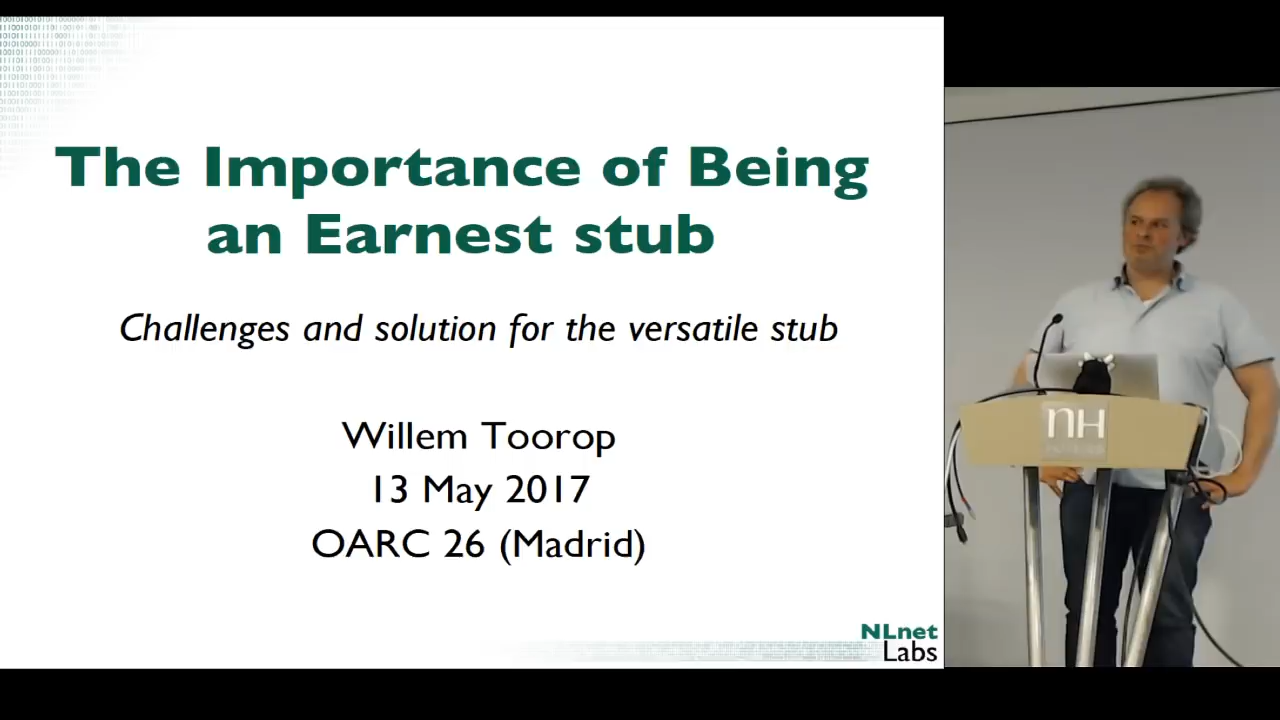 The Importance of Being
an Earnest stub
Challenges and solution for the versatile stub
Willem Toorop
13 May 2017
OARC 26 (Madrid)
NLnet
Labs
nH